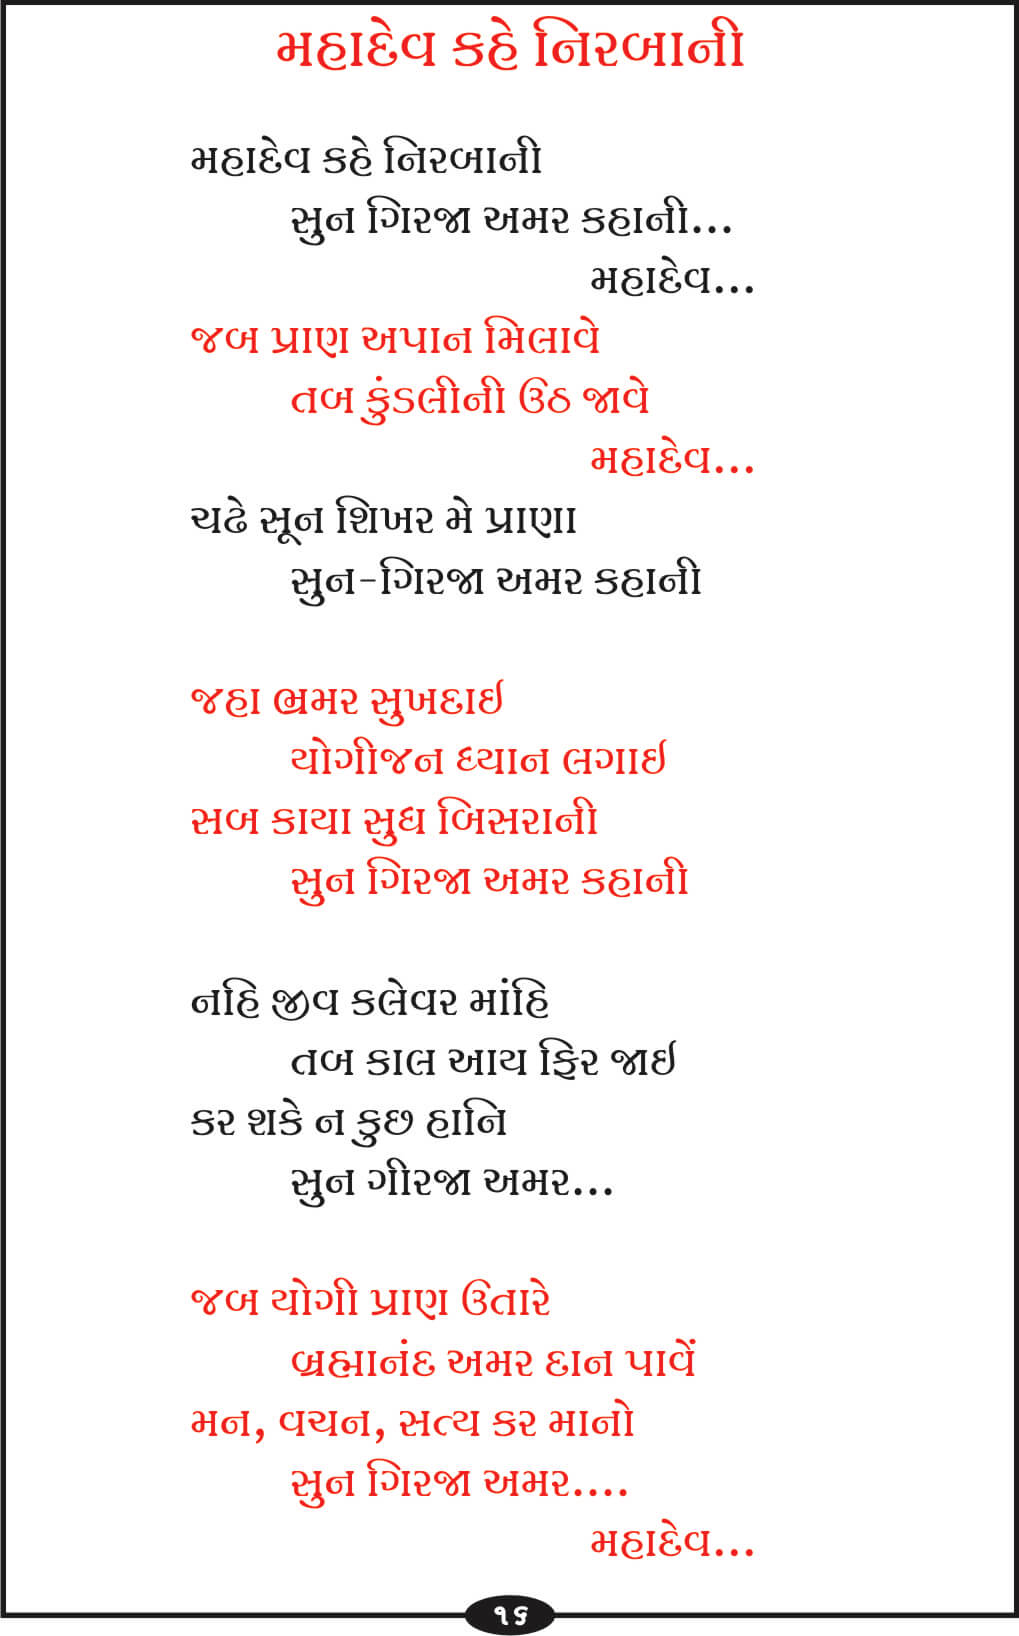 મહાદેવ કહે નિરબાની
મહાદેવ કહે નિરબાની
સુન ગિરજા અમર કહાની...
મહાદેવ...
જબ પ્રાણ અપાન મિલાવે
તબ કુંડલીની ઉઠ જાવે
મહાદેવ...
ચઢે સૂન શિખર મે પ્રાણા
સુન-ગિરજા અમર કહાની
જહા ભ્રમર સુખદાઈ
યોગીજન ધ્યાન લગાઈ
સબ કાયા સુધ બિસરાની
સુન ગિરજા અમર કહાની
નહિ જીવ કલેવર માંહિ
તબ કાલ આય ફિર જાઈ
કર શકે ન કુછ હાનિ
સુન ગીરજા અમર...
જબ યોગી પ્રાણ ઉતારે
બ્રહ્માનંદ અમર દાન પાવેં
મન, વચન, સત્ય કર માનો
સુન ગિરજા અમર....
મહાદેવ...
૧૬